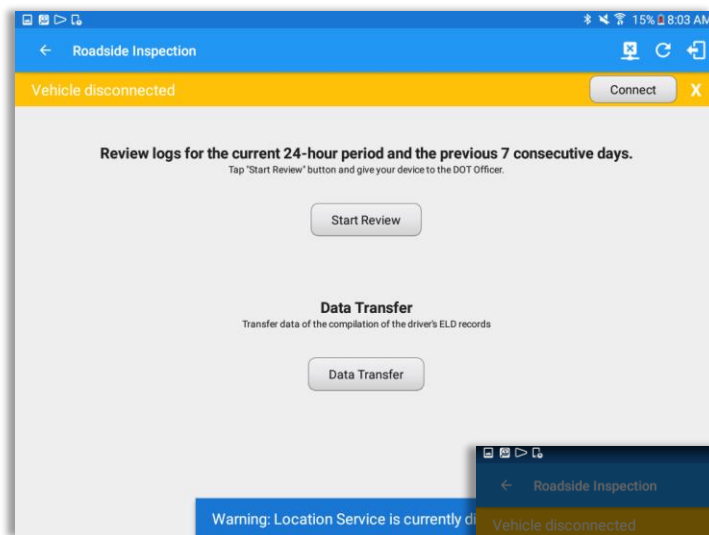 15% 8:03 AM
Roadside Inspection
Vehicle disconnected
Connect
X
Review logs for the current 24-hour period and the previous 7 consecutive days.
Tap "Start Review" button and give your device to the DOT Officer.
Start Review
Data Transfer
Transfer data of the compilation of the driver's ELD records
Data Transfer
Warning: Location Service is currently di
Roadside Inspection
Vehicle disconnected